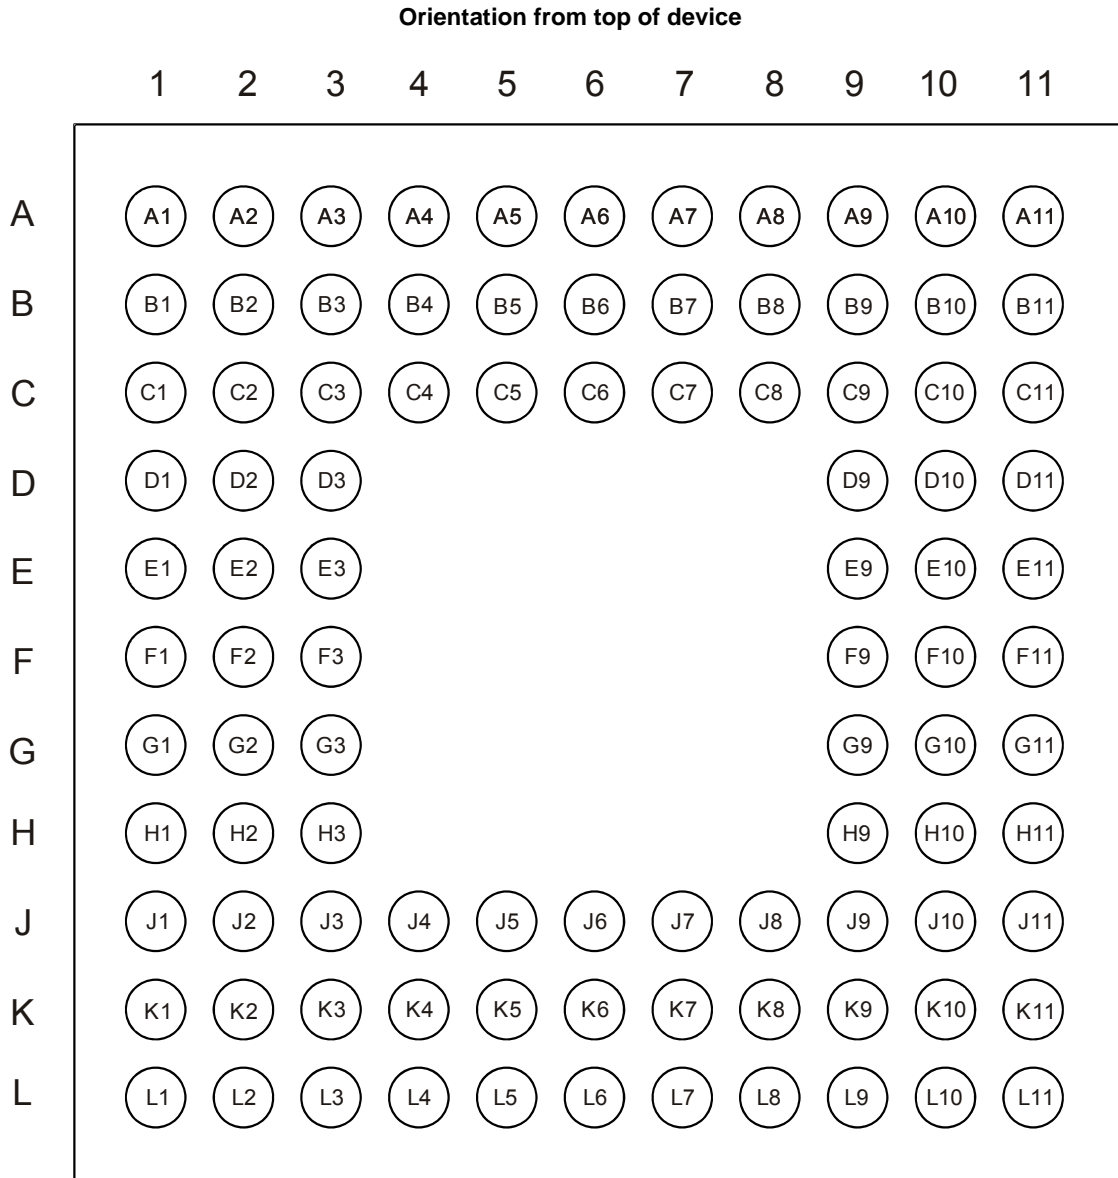 Orientation from top of device
1 2 3 4 5 6 7 8 9 10 11
A A1 A2 A3 A4 A5 A6 A7 A8 A9 A10 A11
B B1 B2 B3 B4 B5 B6 B7 B8 B9 B10 B11
C C1 C2 C3 C4 C5 C6 C7 C8 C9 C10 C11
D D1 D2 D3 D9 D10 D11
E E1 E2 E3 E9 E10 E11
F F1 F2 F3 F9 F10 F11
G G1 G2 G3 G9 G10 G11
H H1 H2 H3 H9 H10 H11
J J1 J2 J3 J4 J5 J6 J7 J8 J9 J10 J11
K K1 K2 K3 K4 K5 K6 K7 K8 K9 K10 K11
L L1 L2 L3 L4 L5 L6 L7 L8 L9 L10 L11